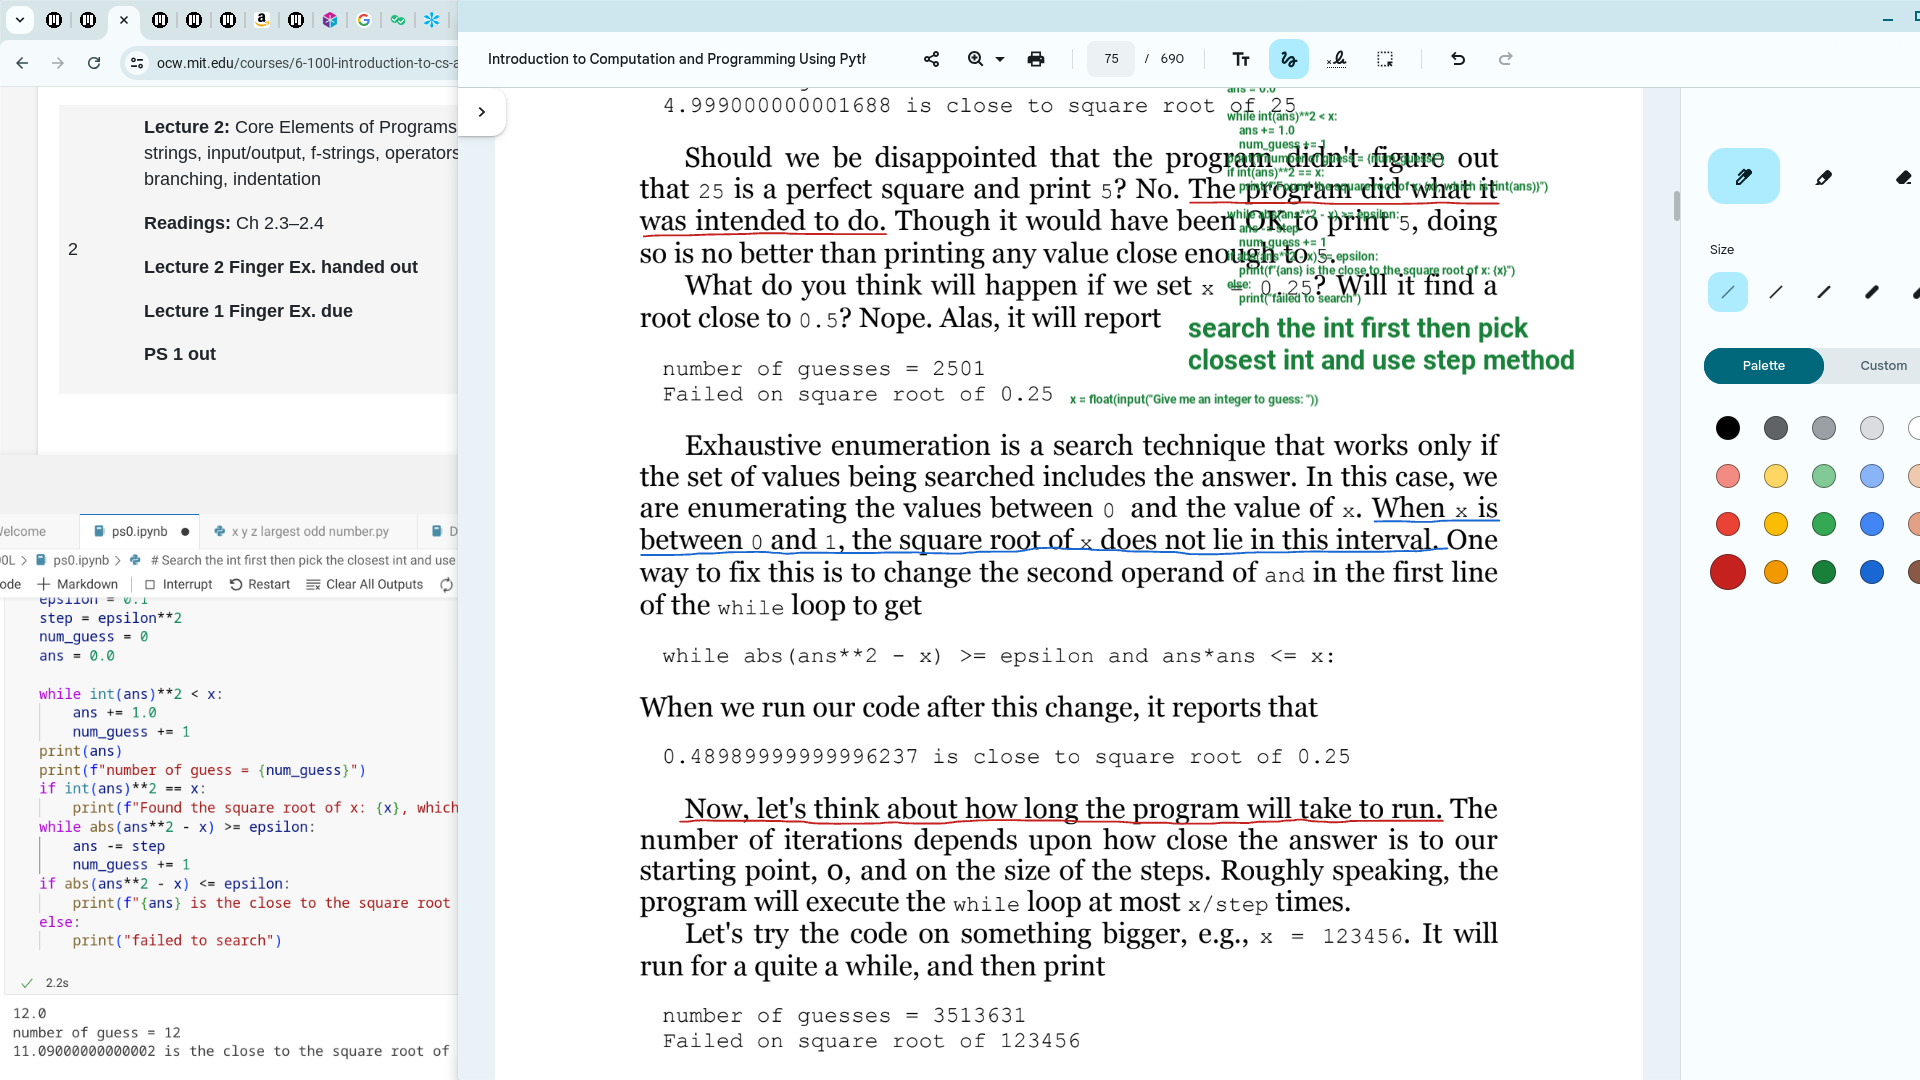 Introduction to Computation and Programming Using Pyth
75 / 690
ocw.mit.edu/courses/6-100l-introduction-to-cs-a
2
Lecture 2: Core Elements of Programs
strings, input/output, f-strings, operators
branching, indentation
Readings: Ch 2.3–2.4
Lecture 2 Finger Ex. handed out
Lecture 1 Finger Ex. due
PS 1 out
Welcome
ps0.ipynb
x y z largest odd number.py
D
00L > ps0.ipynb > # Search the int first then pick the closest int and use
ode
Markdown
Interrupt
Restart
Clear All Outputs
epsilon = 0.1
step = epsilon**2
num_guess = 0
ans = 0.0
while int(ans)**2 < x:
ans += 1.0
num_guess += 1
print(ans)
print(f"number of guess = {num_guess}")
if int(ans)**2 == x:
print(f"Found the square root of x: {x}, which
while abs(ans**2 - x) >= epsilon:
ans -= step
num_guess += 1
if abs(ans**2 - x) <= epsilon:
print(f"{ans} is the close to the square root
else:
print("failed to search")
2.2s
12.0
number of guess = 12
11.09000000000002 is the close to the square root of
4.999000000001688 is close to square root of 25
Should we be disappointed that the program didn't figure out
that 25 is a perfect square and print 5? No. The program did what it
was intended to do. Though it would have been OK to print 5, doing
so is no better than printing any value close enough to 5.
What do you think will happen if we set x = 0.25? Will it find a
root close to 0.5? Nope. Alas, it will report
number of guesses = 2501
Failed on square root of 0.25
Exhaustive enumeration is a search technique that works only if
the set of values being searched includes the answer. In this case, we
are enumerating the values between 0 and the value of x. When x is
between 0 and 1, the square root of x does not lie in this interval. One
way to fix this is to change the second operand of and in the first line
of the while loop to get
while abs(ans**2 - x) >= epsilon and ans*ans <= x:
When we run our code after this change, it reports that
0.48989999999996237 is close to square root of 0.25
Now, let's think about how long the program will take to run. The
number of iterations depends upon how close the answer is to our
starting point, 0, and on the size of the steps. Roughly speaking, the
program will execute the while loop at most x/step times.
Let's try the code on something bigger, e.g., x = 123456. It will
run for a quite a while, and then print
number of guesses = 3513631
Failed on square root of 123456
ans = 0.0
while int(ans)**2 < x:
ans += 1.0
num_guess += 1
print(f"number of guess = {num_guess}")
if int(ans)**2 == x:
print(f"Found the square root of x: {x}, which is {int(ans)}")
while abs(ans**2 - x) >= epsilon:
ans -= step
num_guess += 1
if abs(ans**2 - x) <= epsilon:
print(f"{ans} is the close to the square root of x: {x}")
else:
print("failed to search")
search the int first then pick
closest int and use step method
x = float(input("Give me an integer to guess: "))
Size
Palette
Custom